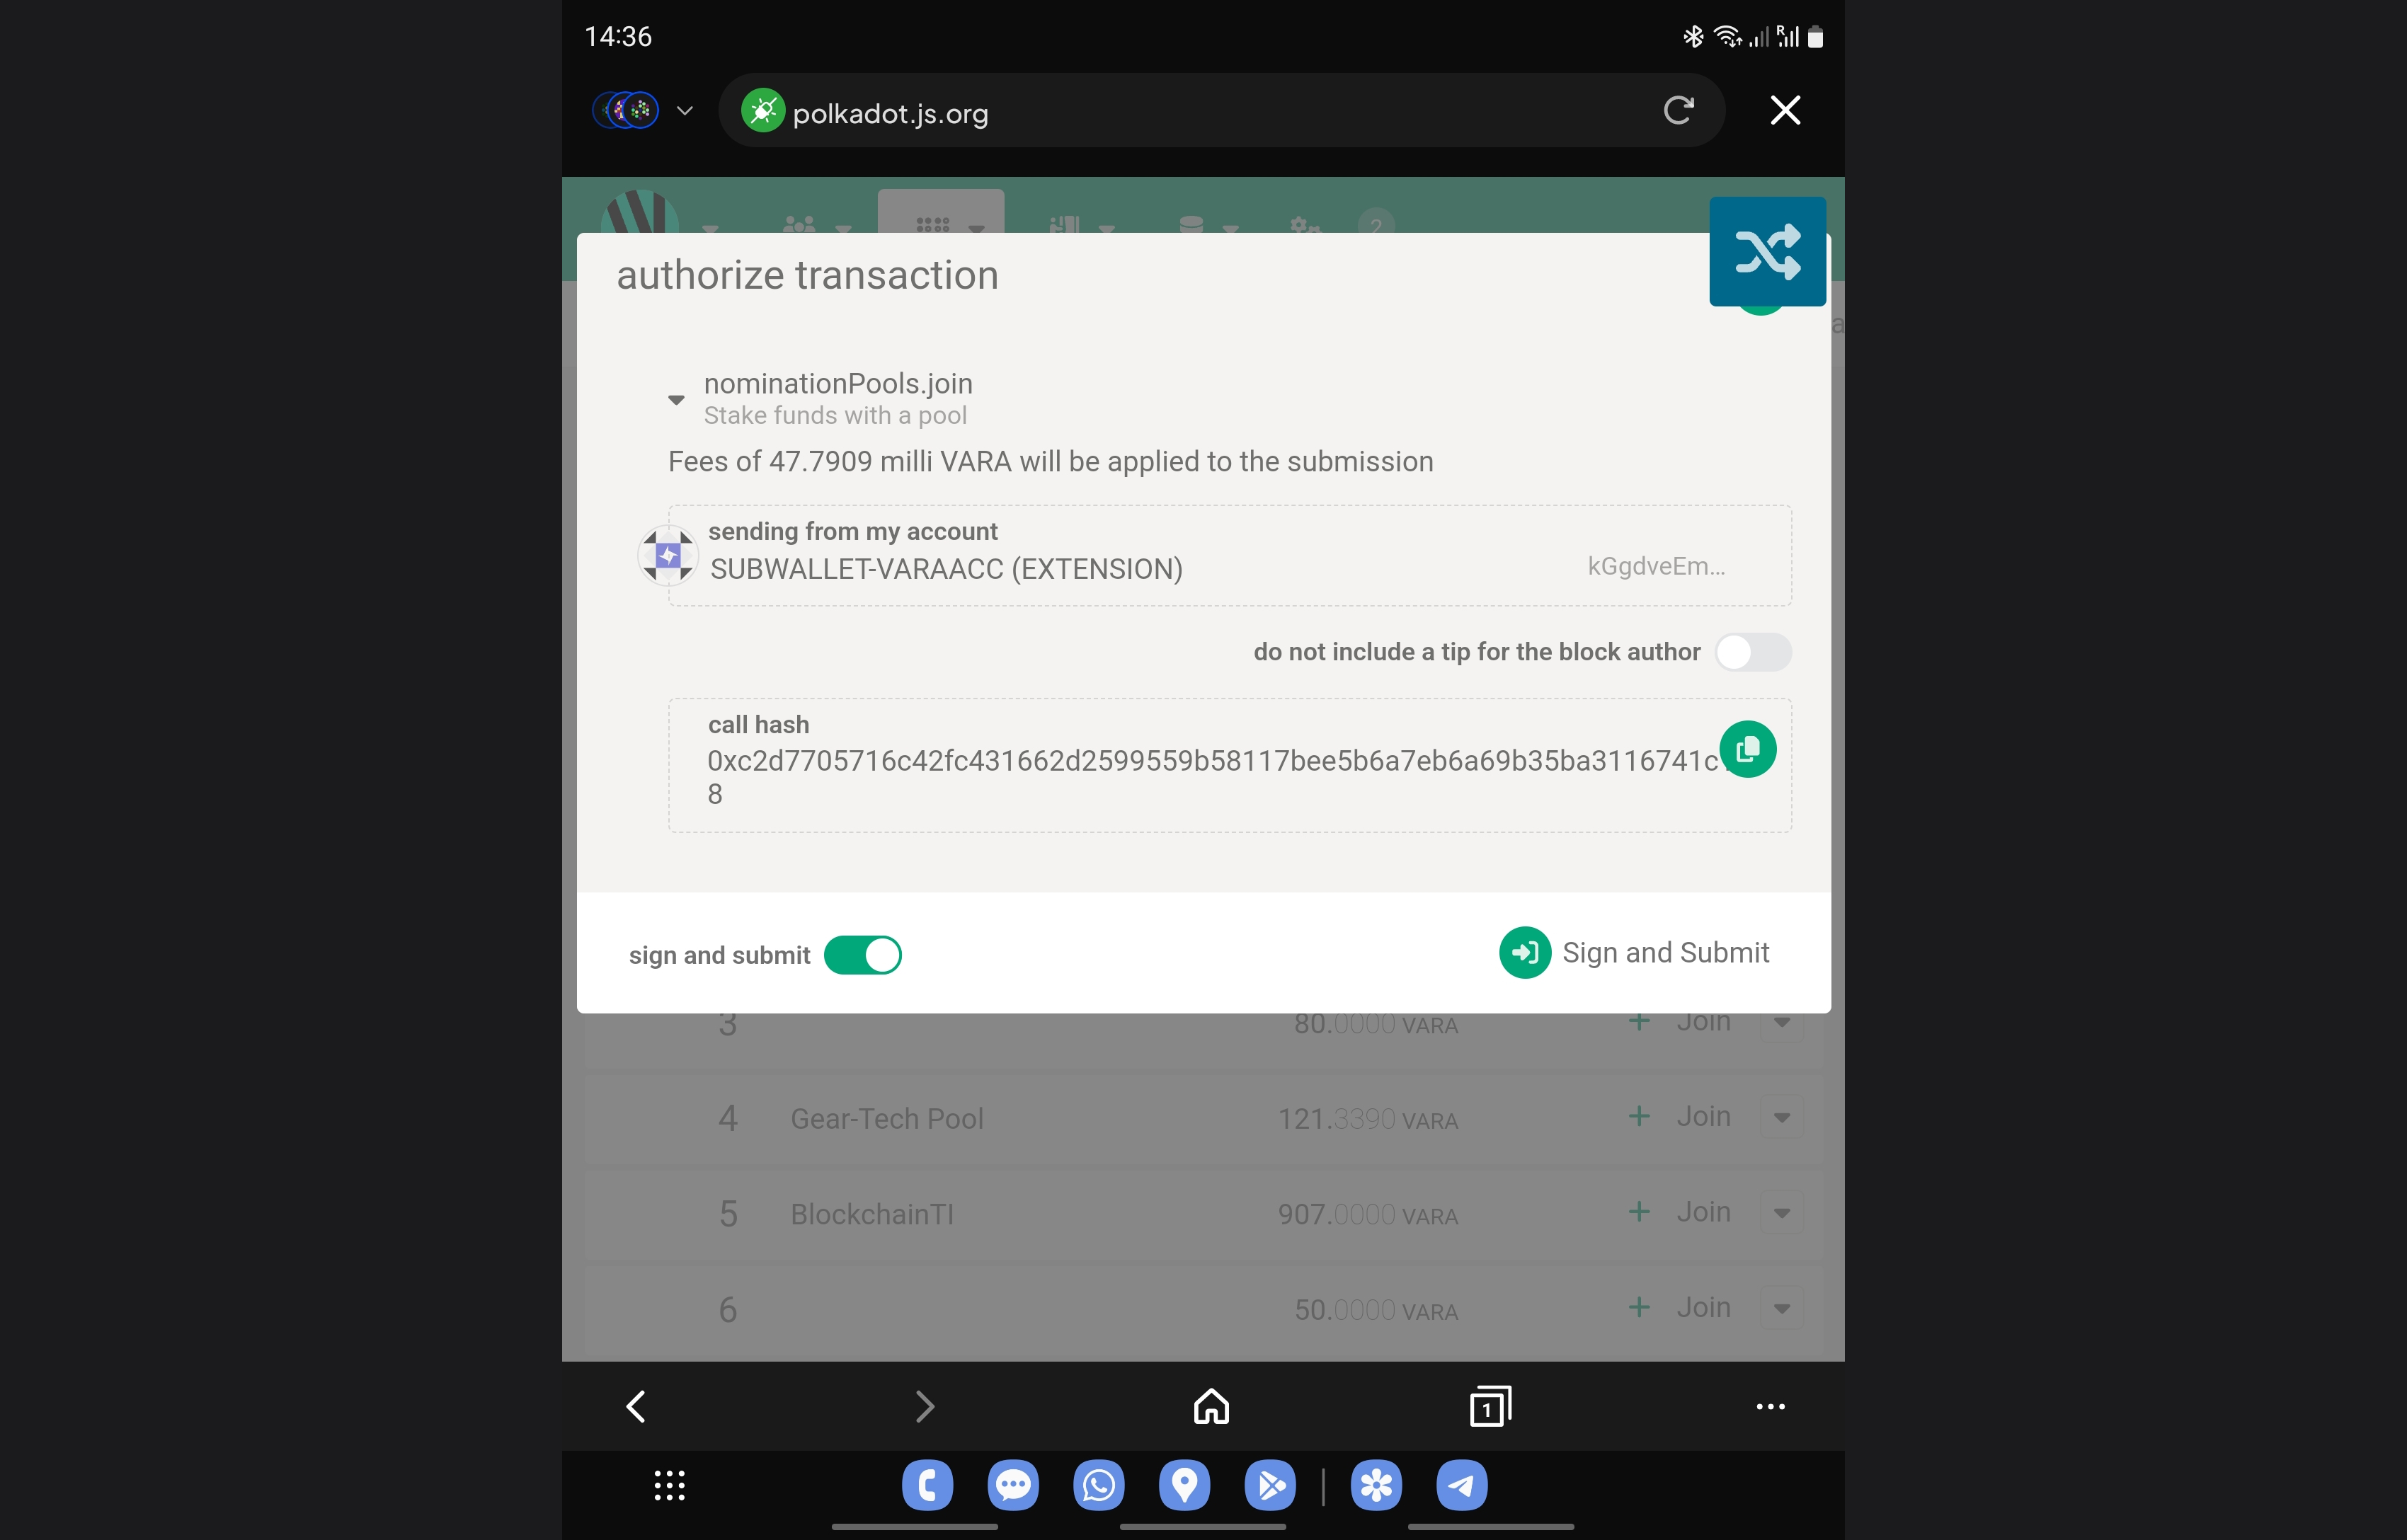 14:36
R
polkadot.js.org
2
authorize transaction
a
nominationPools.join
Stake funds with a pool
Fees of 47.7909 milli VARA will be applied to the submission
sending from my account
SUBWALLET-VARAACC (EXTENSION)
kGgdveEm...
do not include a tip for the block author
call hash
0xc2d7705716c42fc431662d2599559b58117bee5b6a7eb6a69b35ba3116741c
8
sign and submit
Sign and Submit
3 80.0000 VARA + Join
4 Gear-Tech Pool 121.3390 VARA + Join
5 BlockchainTI 907.0000 VARA + Join
6 50.0000 VARA + Join
1